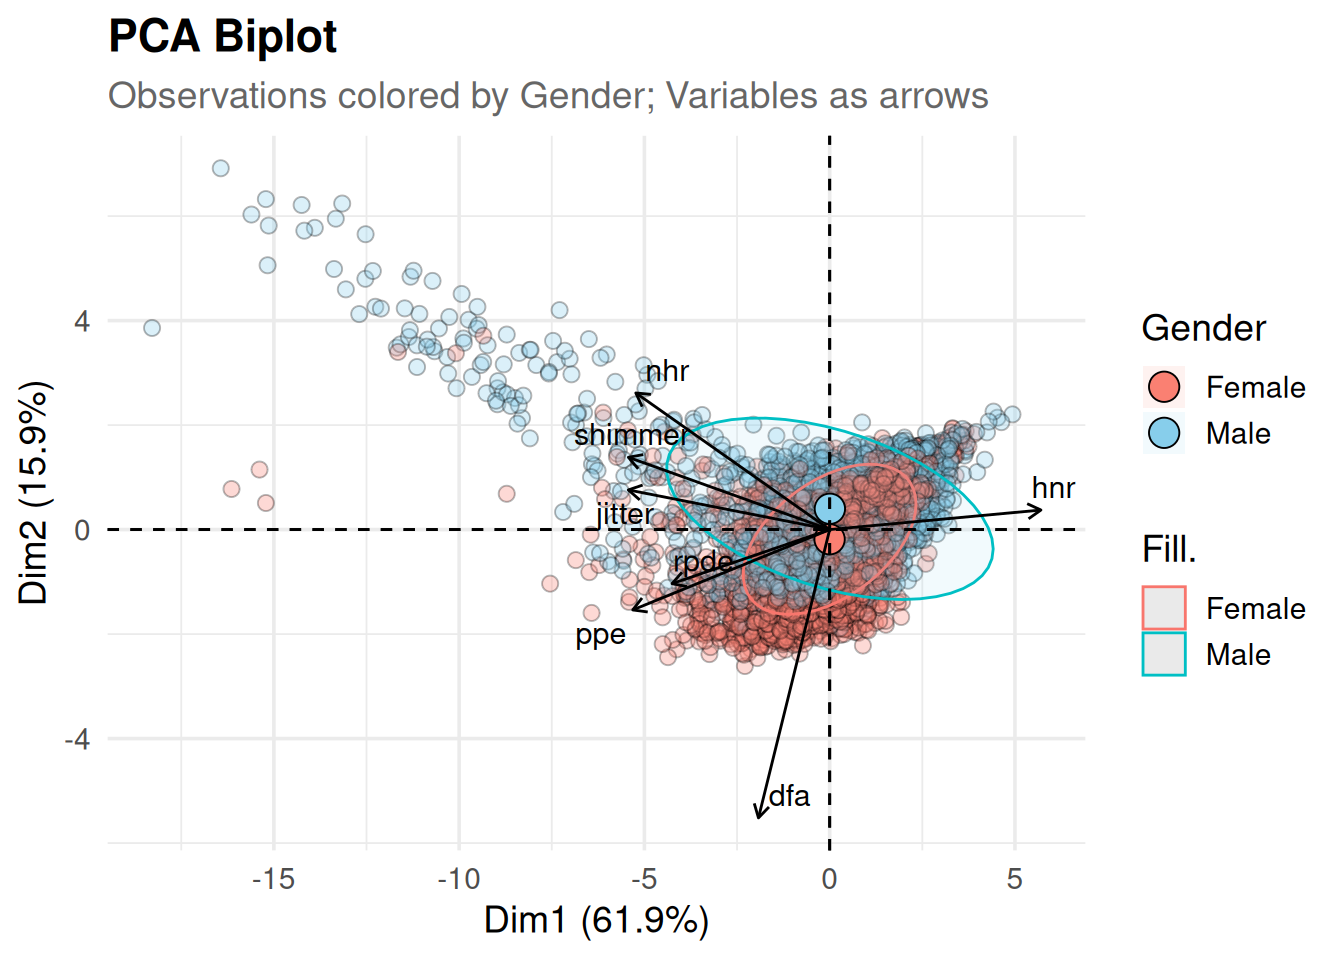 PCA Biplot
Observations colored by Gender; Variables as arrows
nhr
shimmer
jitter
rpde
ppe
hnr
dfa
4
0
-4
-15
-10
-5
0
5
Dim1 (61.9%)
Dim2 (15.9%)
Gender
Female
Male
Fill.
Female
Male